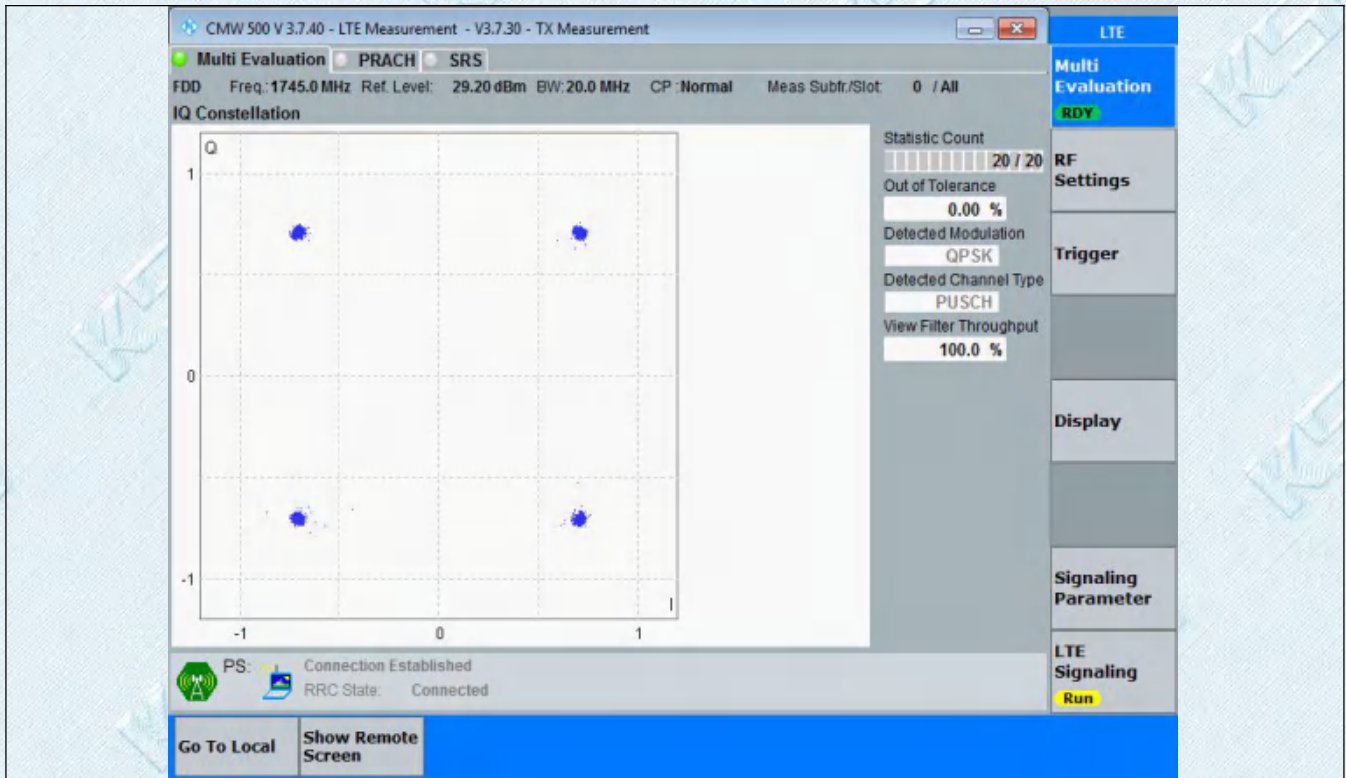 CMW 500 V 3.7.40 - LTE Measurement - V3.7.30 - TX Measurement
LTE
Multi Evaluation PRACH SRS
FDD Freq.: 1745.0 MHz Ref. Level: 29.20 dBm BW: 20.0 MHz CP :Normal Meas Subfr./Slot: 0 / All
IQ Constellation
Q
1
0
-1
I
-1 0 1
Statistic Count
20 / 20
Out of Tolerance
0.00 %
Detected Modulation
QPSK
Detected Channel Type
PUSCH
View Filter Throughput
100.0 %
Multi
Evaluation
RDY
RF
Settings
Trigger
Display
Signaling
Parameter
LTE
Signaling
Run
PS: Connection Established
RRC State: Connected
Go To Local
Show Remote
Screen